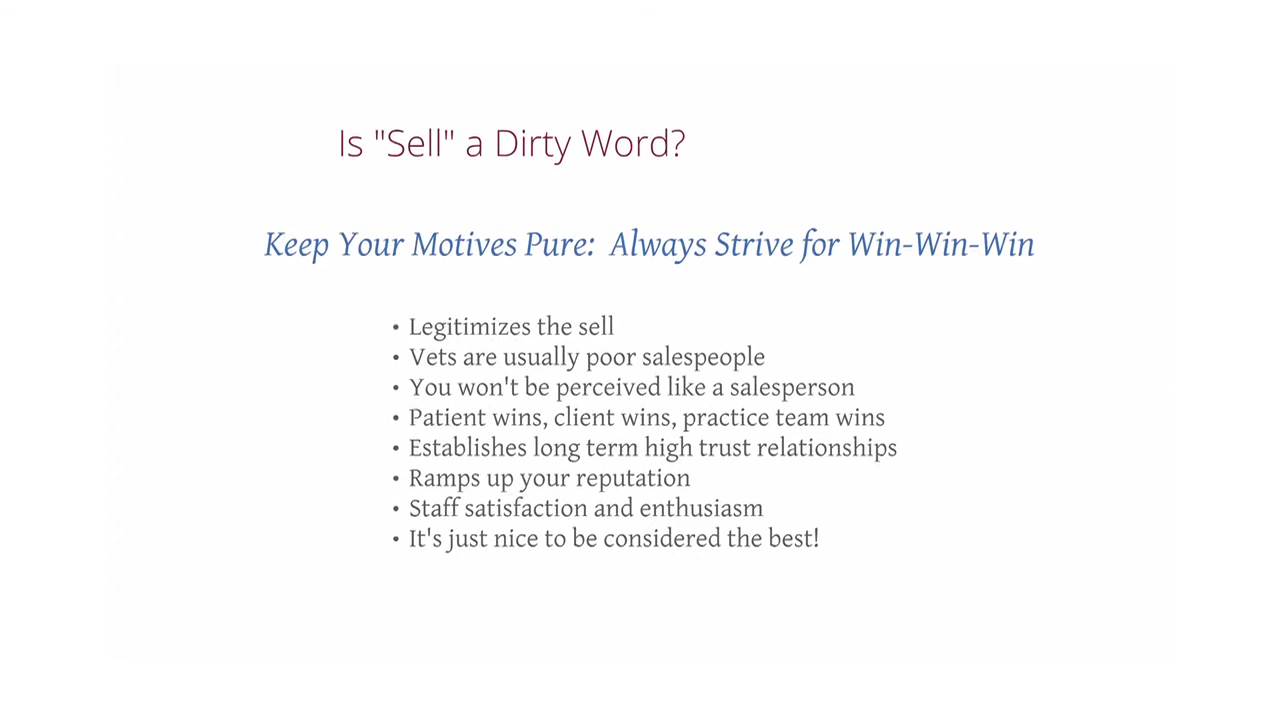 Is "Sell" a Dirty Word?
Keep Your Motives Pure: Always Strive for Win-Win-Win
• Legitimizes the sell
• Vets are usually poor salespeople
• You won't be perceived like a salesperson
• Patient wins, client wins, practice team wins
• Establishes long term high trust relationships
• Ramps up your reputation
• Staff satisfaction and enthusiasm
• It's just nice to be considered the best!